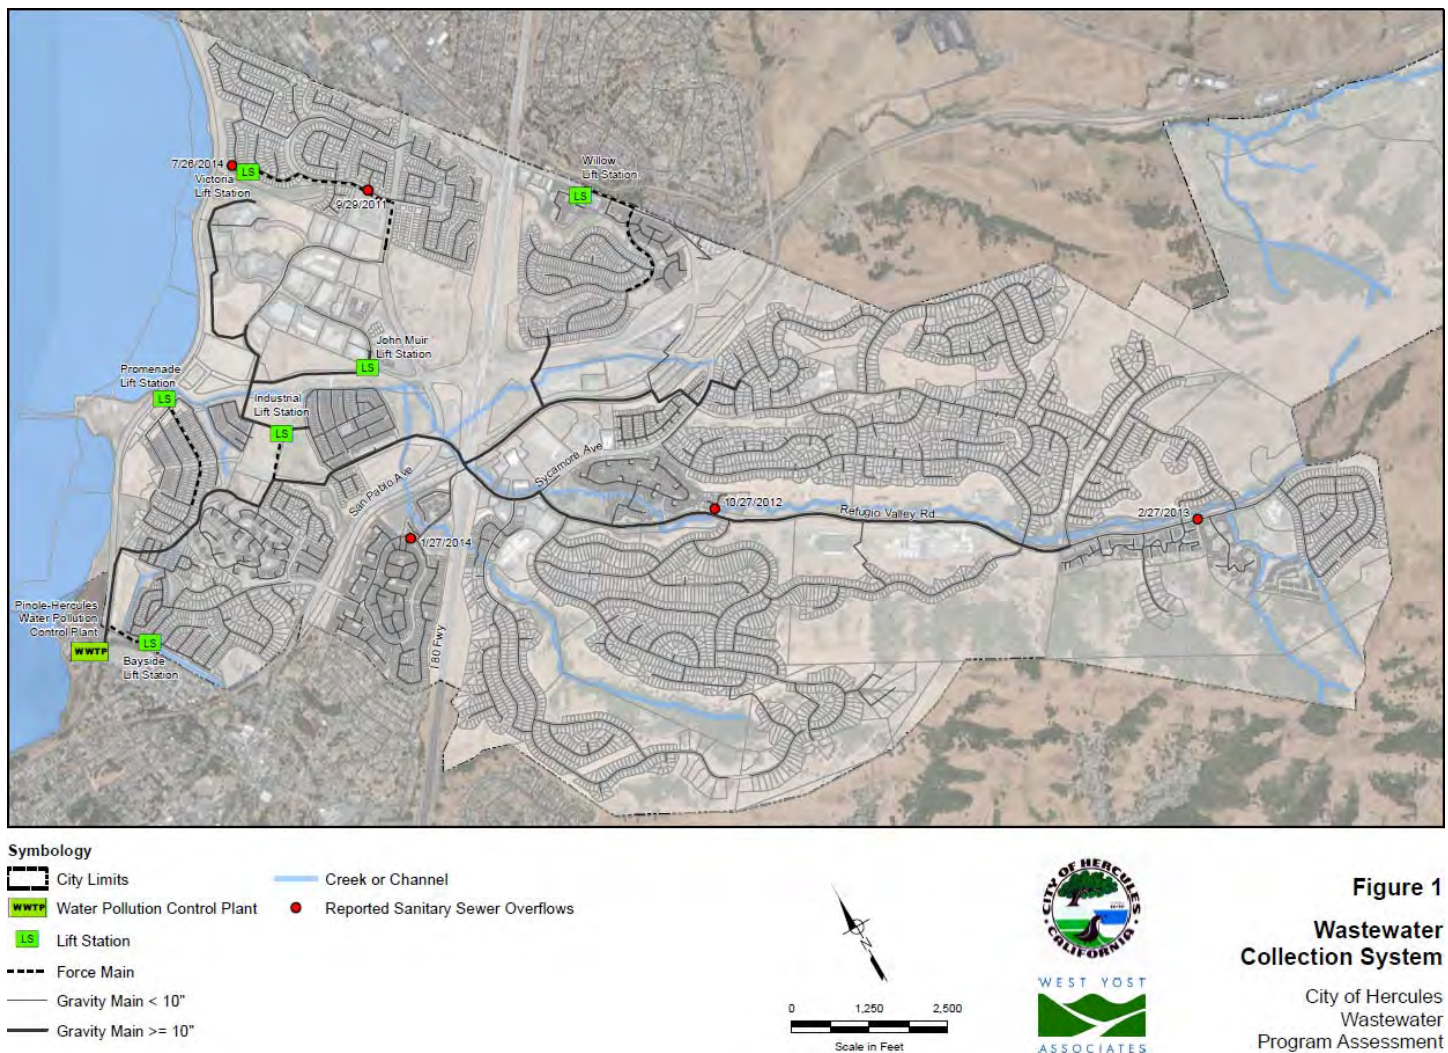 7/26/2014
LS
Victoria
Lift Station
9/29/2011
Willow
Lift Station
LS
John Muir
Lift Station
LS
Promenade
Lift Station
LS
Industrial
Lift Station
LS
San Pablo Ave
Sycamore Ave
10/27/2012
Refugio Valley Rd
2/27/2013
1/27/2014
I 80 Fwy
Pinole-Hercules
Water Pollution
Control Plant
WWTP
LS
Bayside
Lift Station
Symbology
City Limits
WWTP Water Pollution Control Plant
LS Lift Station
Force Main
Gravity Main < 10"
Gravity Main >= 10"
Creek or Channel
Reported Sanitary Sewer Overflows
N
0 1,250 2,500
Scale in Feet
CITY OF HERCULES
CALIFORNIA
WEST YOST
ASSOCIATES
Figure 1
Wastewater
Collection System
City of Hercules
Wastewater
Program Assessment